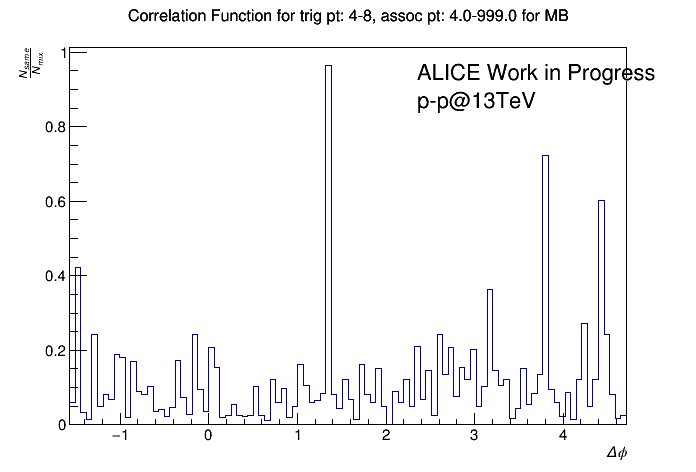 Correlation Function for trig pt: 4-8, assoc pt: 4.0-999.0 for MB
N_same
N_mix
ALICE Work in Progress
p-p@13TeV
1
0.8
0.6
0.4
0.2
0
−1 0 1 2 3 4
Δφ